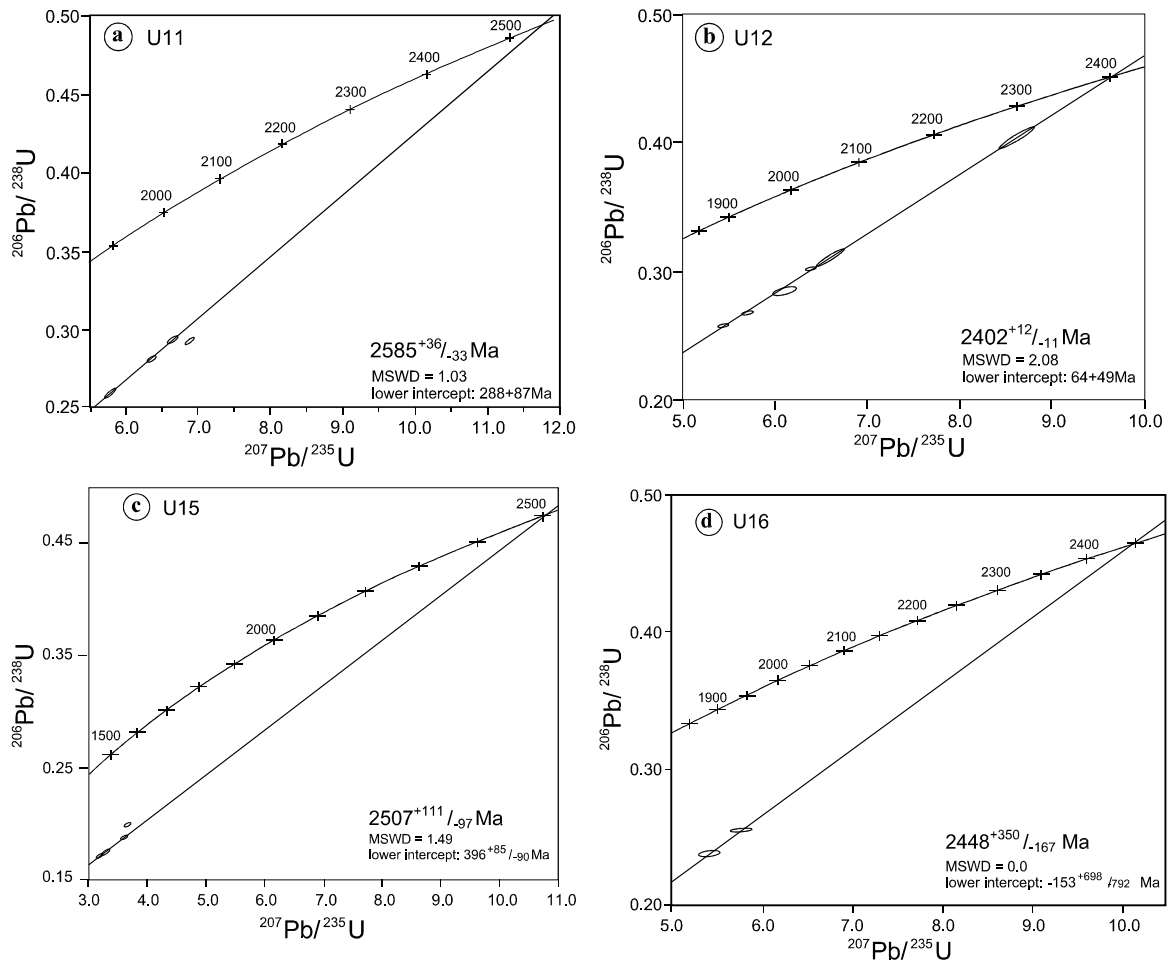 a U11
0.50
0.45
0.40
0.35
0.30
0.25
2000
2100
2200
2300
2400
2500
2585+36/-33 Ma
MSWD = 1.03
lower intercept: 288+87Ma
6.0 7.0 8.0 9.0 10.0 11.0 12.0
206Pb/ 238U
207Pb/ 235U
b U12
0.50
0.40
0.30
0.20
1900
2000
2100
2200
2300
2400
2402+12/-11 Ma
MSWD = 2.08
lower intercept: 64+49Ma
5.0 6.0 7.0 8.0 9.0 10.0
206Pb/ 238U
207Pb/ 235U
c U15
0.45
0.35
0.25
0.15
1500
2000
2500
2507+111/-97 Ma
MSWD = 1.49
lower intercept: 396+85/-90 Ma
3.0 4.0 5.0 6.0 7.0 8.0 9.0 10.0 11.0
206Pb/ 238U
207Pb/ 235U
d U16
0.50
0.40
0.30
0.20
1900
2000
2100
2200
2300
2400
2448+350/-167 Ma
MSWD = 0.0
lower intercept: -153+698 /792 Ma
5.0 6.0 7.0 8.0 9.0 10.0
206Pb/ 238U
207Pb/ 235U